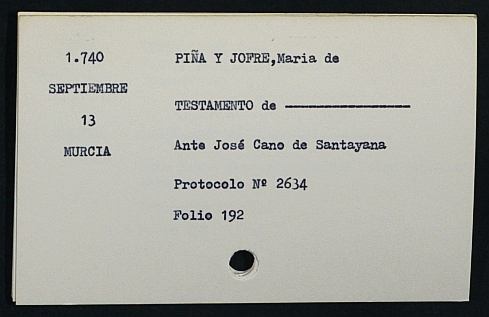 1.740
SEPTIEMBRE
13
MURCIA
PIÑA Y JOFRE,Maria de
TESTAMENTO de ——————
Ante José Cano de Santayana
Protocolo Nº 2634
Folio 192